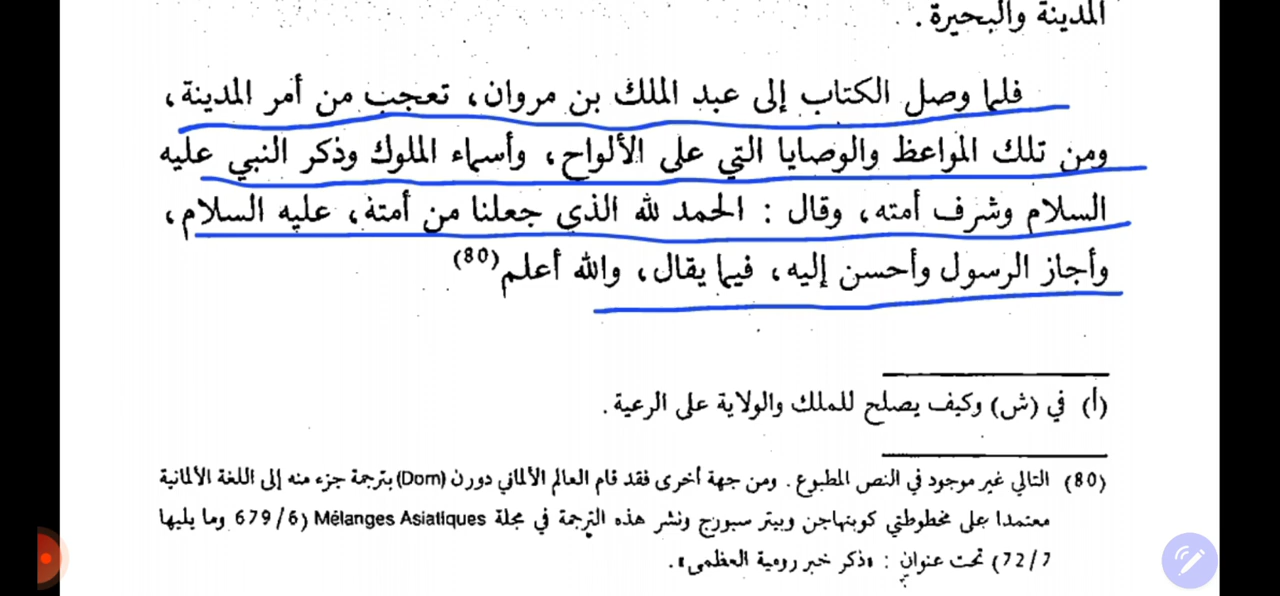 المدينة والبحيرة .
فلما وصل الكتاب إلى عبد الملك بن مروان، تعجب من أمر المدينة،
ومن تلك المواعظ والوصايا التي على الألواح، وأسماء الملوك وذكر النبي عليه
السلام وشرف أمته، وقال : الحمد لله الذي جعلنا من أمته، عليه السلام،
وأجاز الرسول وأحسن إليه، فيما يقال، والله أعلم(80)
(أ) في (ش) وكيف يصلح للملك والولاية على الرعية .
(80) التالي غير موجود في النص المطبوع . ومن جهة أخرى فقد قام العالم الألماني دورن (Dorn) بترجمة جزء منه إلى اللغة الألمانية
معتمدا على مخطوطتي كوبنهاجن وبيتر سبورج ونشر هذه الترجمة في مجلة Mélanges Asiatiques (679/6 وما يليها
72/7) تحت عنوان : «ذكر خبر رومية العظمى» .